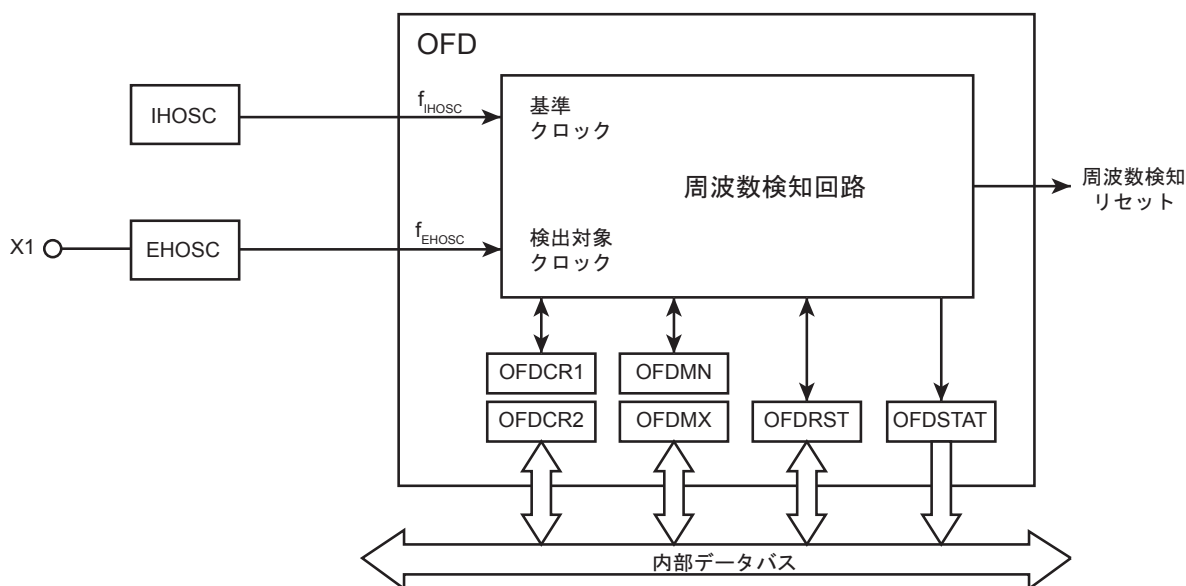 OFD
IHOSC
fIHOSC
基準
クロック
周波数検知回路
周波数検知
リセット
X1
EHOSC
fEHOSC
検出対象
クロック
OFDCR1
OFDMN
OFDCR2
OFDMX
OFDRST
OFDSTAT
内部データバス